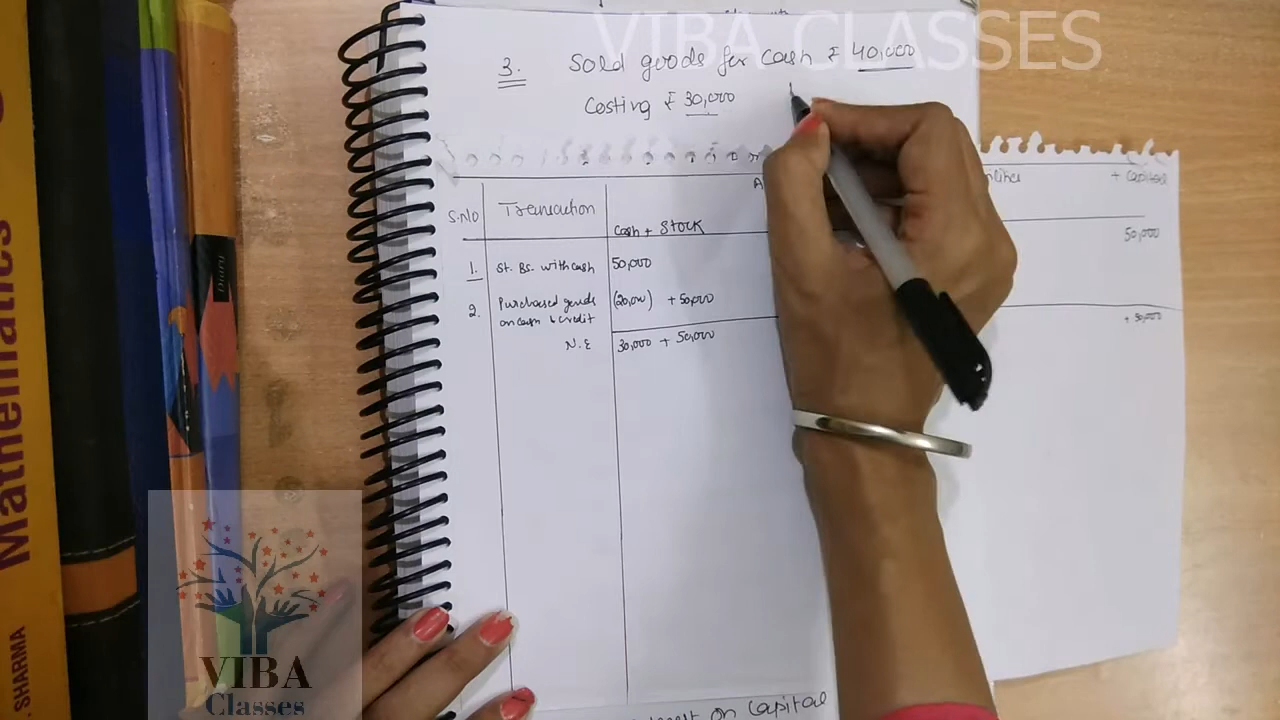 VIBA CLASSES
3. Sold goods for cash ₹ 40,000
Costing ₹ 30,000
S.No Transaction Cash + Stock + Capital
50,000
1. St. Bs. with cash 50,000
2. Purchased goods on cash & credit (20,000) + 50,000
N.E 30,000 + 50,000 + 50,000
on Capital
Mathematics
. SHARMA
Diary
VIBA
Classes